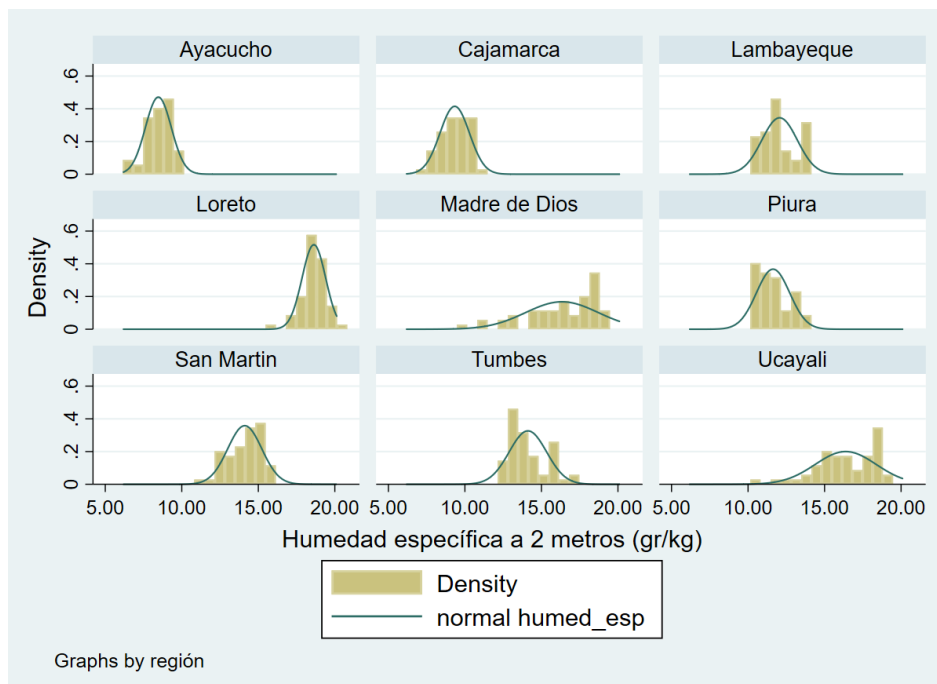 Ayacucho Cajamarca Lambayeque
0 .2 .4 .6
Loreto Madre de Dios Piura
0 .2 .4 .6
San Martin Tumbes Ucayali
0 .2 .4 .6
Density
5.00 10.00 15.00 20.00 5.00 10.00 15.00 20.00 5.00 10.00 15.00 20.00
Humedad específica a 2 metros (gr/kg)
Density
normal humed_esp
Graphs by región